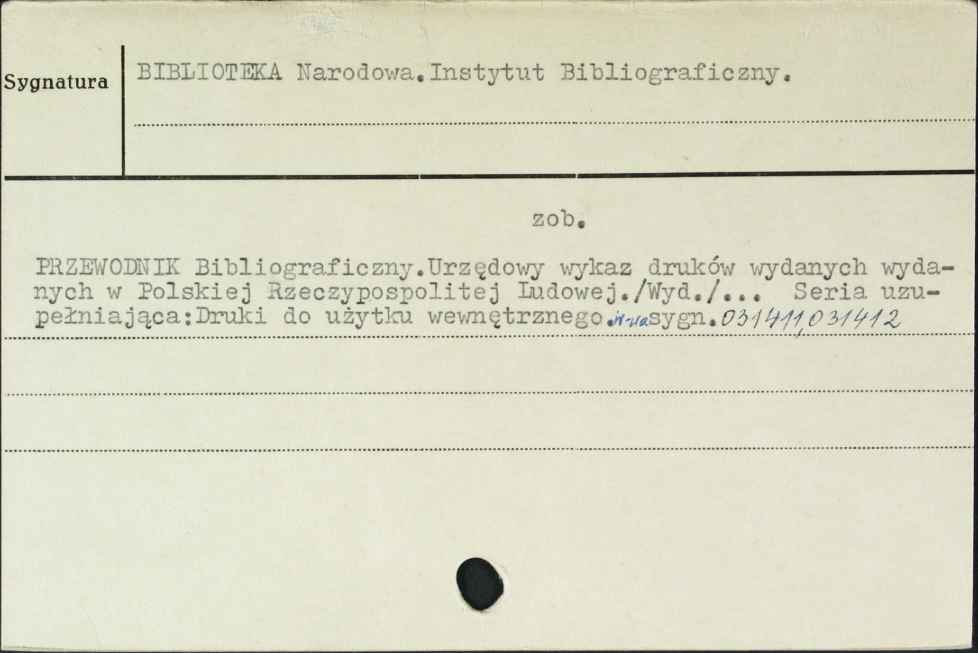 Sygnatura
BIBLIOTEKA Narodowa.Instytut Bibliograficzny.
zob.
PRZEWODNIK Bibliograficzny.Urzędowy wykaz druków wydanych wyda-
nych w Polskiej Rzeczypospolitej Ludowej./Wyd./... Seria uzu-
pełniająca:Druki do użytku wewnętrznego. sygn.031411,031412